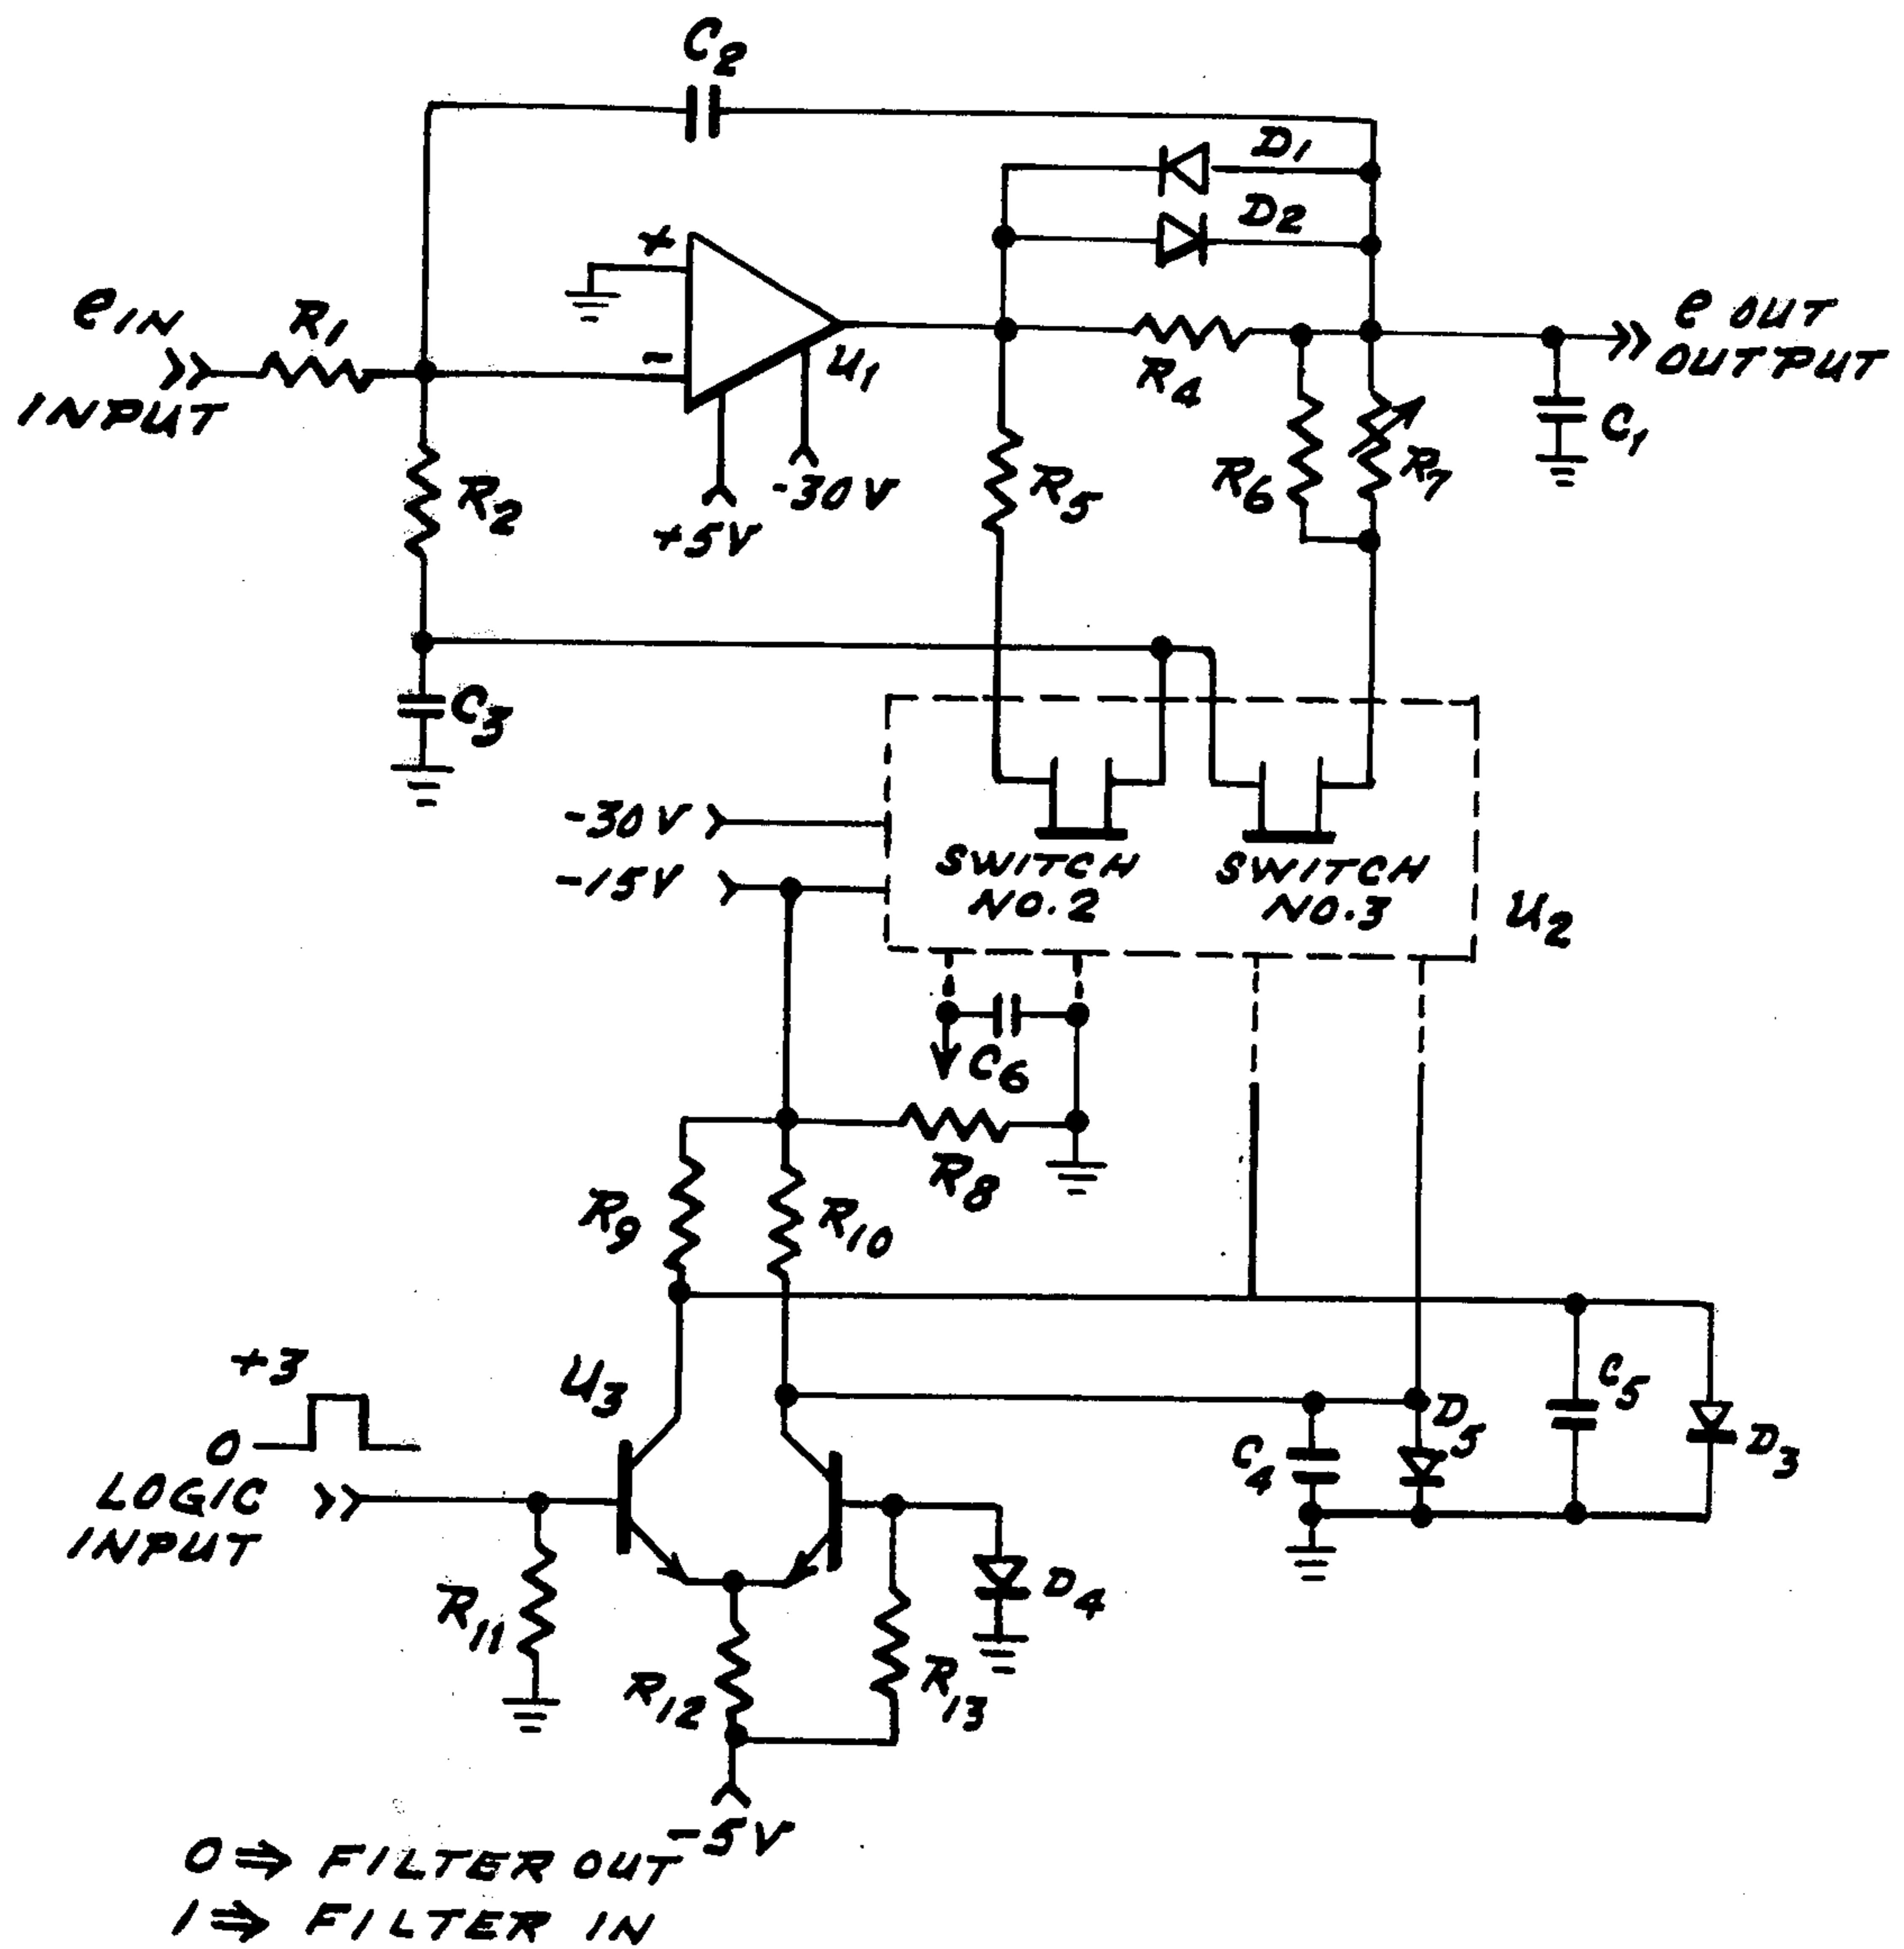 C2
D1
D2
+
eIN
R1
INPUT
-
U1
R4
e OUT
OUTPUT
C1
R2
+5V
-30V
R5
R6
R7
C3
-30V
-15V
SWITCH
NO.2
SWITCH
NO.3
U2
C6
R8
R9
R10
+3
0
LOGIC
INPUT
U3
C5
D5
C4
D3
R11
D4
R12
R13
-5V
0 ⇒ FILTER OUT
1 ⇒ FILTER IN